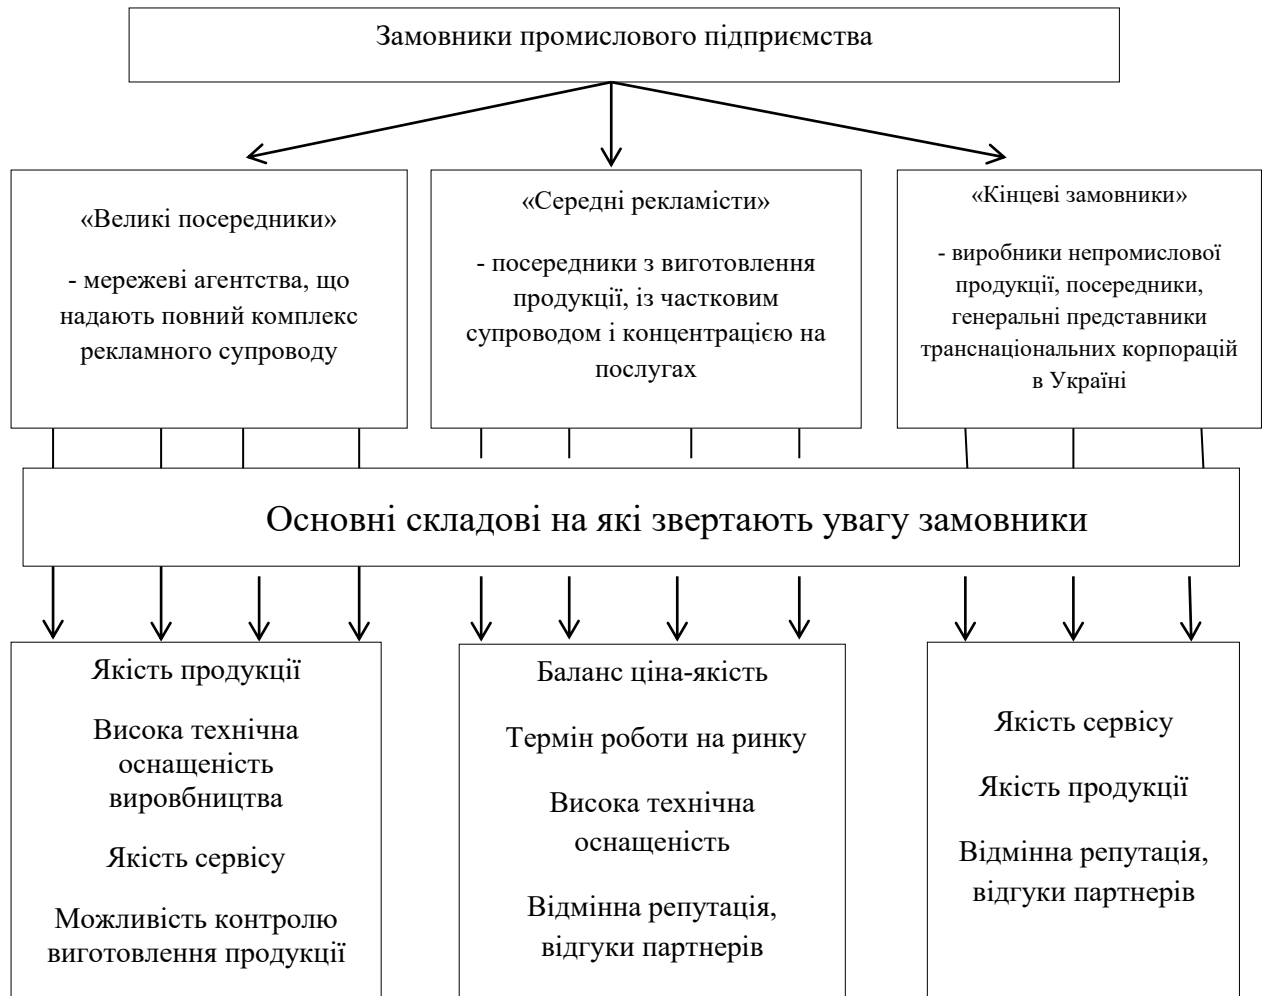 Замовники промислового підприємства
«Великі посередники»
- мережеві агентства, що
надають повний комплекс
рекламного супроводу
«Середні рекламісти»
- посередники з виготовлення
продукції, із частковим
супроводом і концентрацією на
послугах
«Кінцеві замовники»
- виробники непромислової
продукції, посередники,
генеральні представники
транснаціональних корпорацій
в Україні
Основні складові на які звертають увагу замовники
Якість продукції
Висока технічна
оснащеність
вировбництва
Якість сервісу
Можливість контролю
виготовлення продукції
Баланс ціна-якість
Термін роботи на ринку
Висока технічна
оснащеність
Відмінна репутація,
відгуки партнерів
Якість сервісу
Якість продукції
Відмінна репутація,
відгуки партнерів